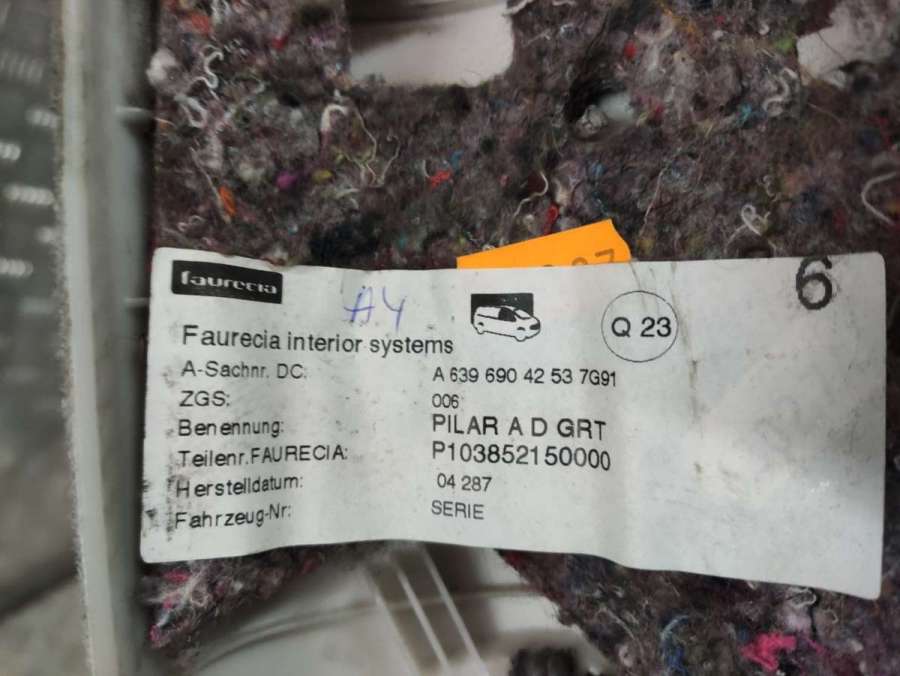 faurecia
A4
Q 23
6
Faurecia interior systems
A-Sachnr. DC: A 639 690 42 53 7G91
ZGS: 006
Benennung: PILAR A D GRT
Teilenr.FAURECIA: P103852150000
Herstelldatum: 04 287
Fahrzeug-Nr: SERIE